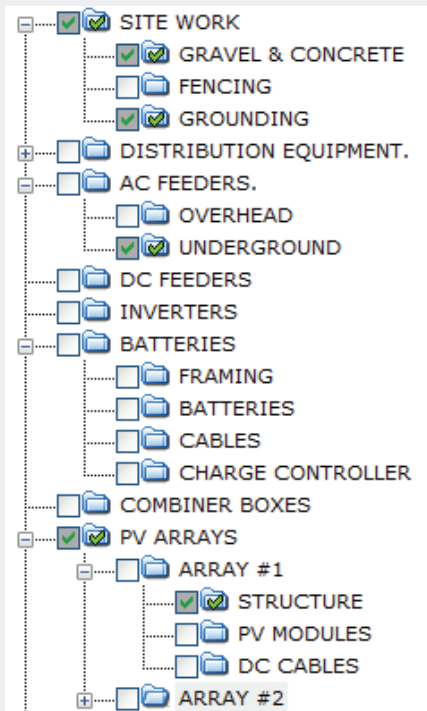 SITE WORK
GRAVEL & CONCRETE
FENCING
GROUNDING
DISTRIBUTION EQUIPMENT.
AC FEEDERS.
OVERHEAD
UNDERGROUND
DC FEEDERS
INVERTERS
BATTERIES
FRAMING
BATTERIES
CABLES
CHARGE CONTROLLER
COMBINER BOXES
PV ARRAYS
ARRAY #1
STRUCTURE
PV MODULES
DC CABLES
ARRAY #2